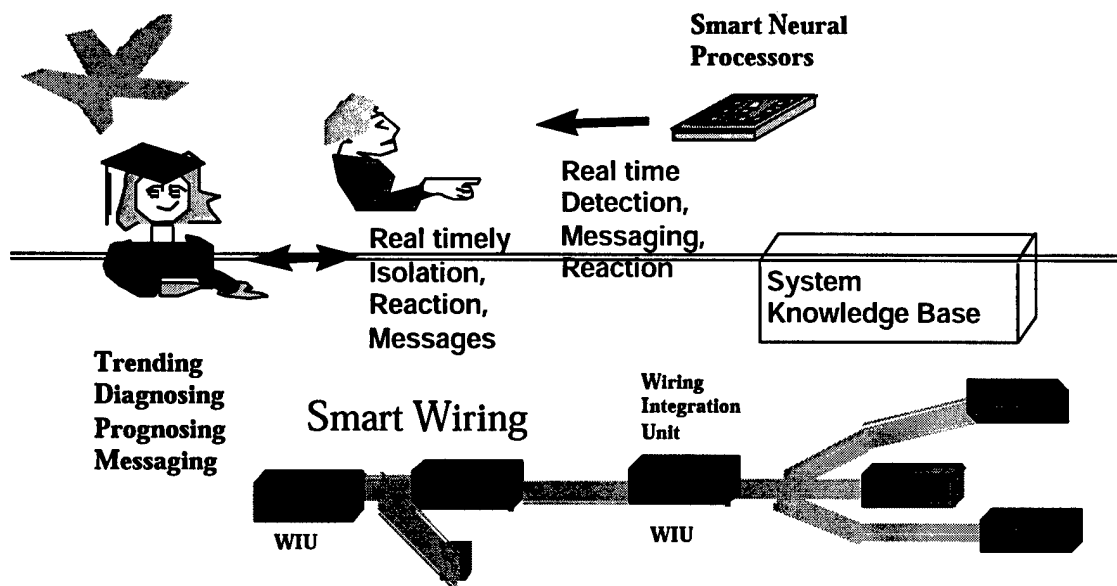 Smart Neural
Processors
Real time
Detection,
Messaging,
Reaction
Real timely
Isolation,
Reaction,
Messages
System
Knowledge Base
Trending
Diagnosing
Prognosing
Messaging
Smart Wiring
Wiring
Integration
Unit
WIU
WIU